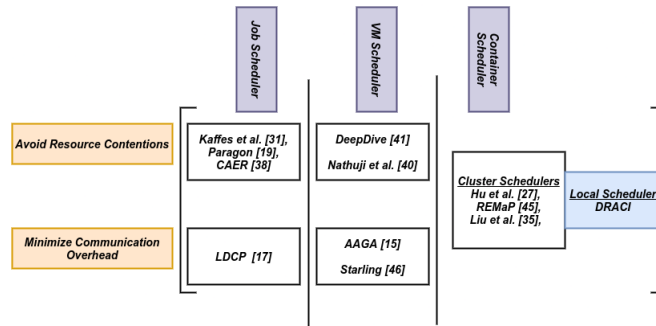 Job Scheduler
VM Scheduler
Container
Scheduler
Avoid Resource Contentions
Kaffes et al. [31],
Paragon [19],
CAER [38]
DeepDive [41]
Nathuji et al. [40]
Cluster Schedulers
Hu et al. [27],
REMaP [45],
Liu et al. [35],
Local Scheduler
DRACI
Minimize Communication
Overhead
LDCP [17]
AAGA [15]
Starling [46]